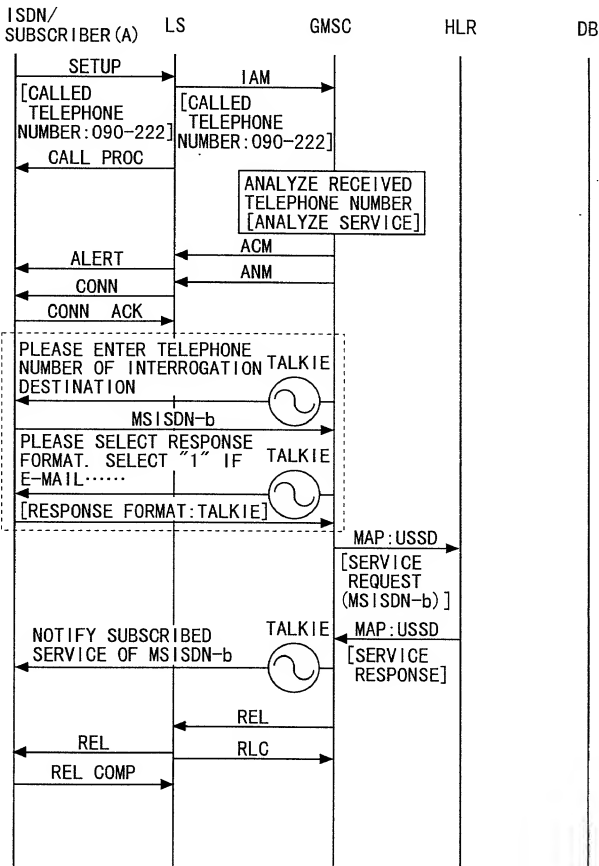 ISDN/
SUBSCRIBER(A)
LS
GMSC
HLR
DB
SETUP
IAM
[CALLED
TELEPHONE
NUMBER:090-222]
[CALLED
TELEPHONE
NUMBER:090-222]
CALL PROC
ANALYZE RECEIVED
TELEPHONE NUMBER
[ANALYZE SERVICE]
ACM
ALERT
ANM
CONN
CONN ACK
PLEASE ENTER TELEPHONE
NUMBER OF INTERROGATION
DESTINATION
TALKIE
MSISDN-b
PLEASE SELECT RESPONSE
FORMAT. SELECT "1" IF
E-MAIL······
TALKIE
[RESPONSE FORMAT:TALKIE]
MAP:USSD
[SERVICE
REQUEST
(MSISDN-b)]
NOTIFY SUBSCRIBED
SERVICE OF MSISDN-b
TALKIE
MAP:USSD
[SERVICE
RESPONSE]
REL
REL
RLC
REL COMP